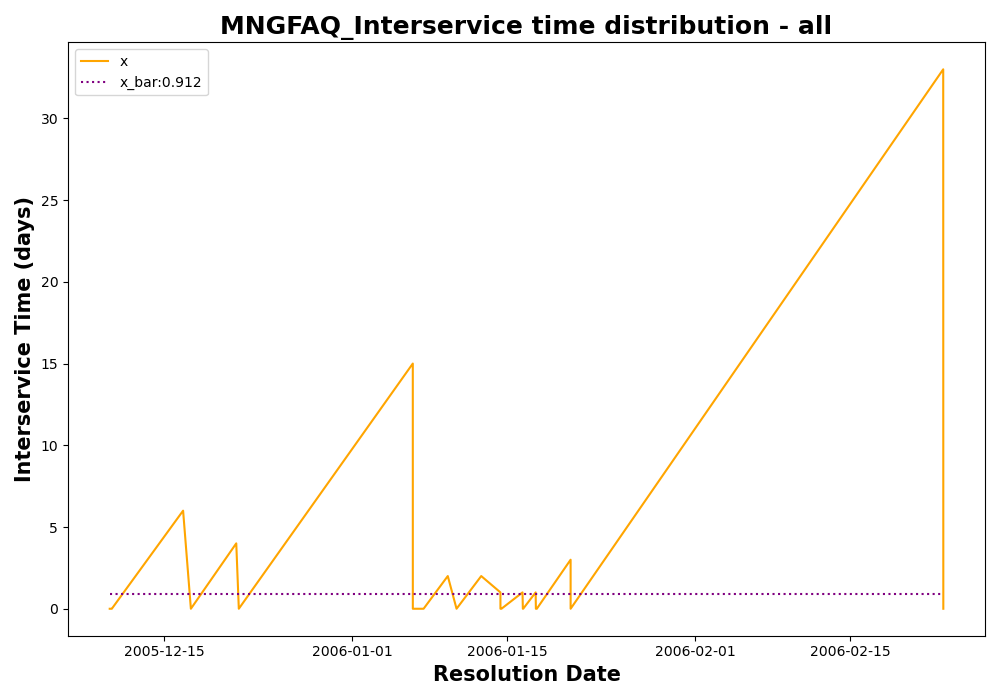 MNGFAQ_Interservice time distribution - all
x
x_bar:0.912
Interservice Time (days)
30
25
20
15
10
5
0
2005-12-15
2006-01-01
2006-01-15
2006-02-01
2006-02-15
Resolution Date